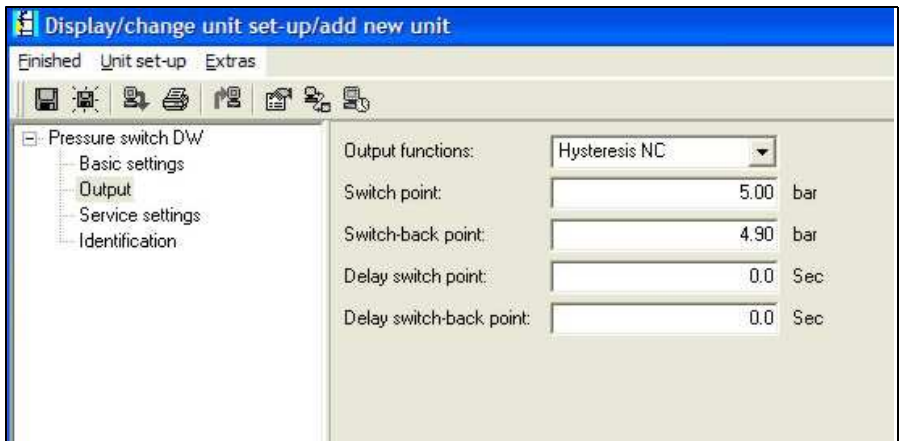 Display/change unit set-up/add new unit
Finished Unit set-up Extras
Pressure switch DW
Basic settings
Output
Service settings
Identification
Output functions: Hysteresis NC
Switch point: 5.00 bar
Switch-back point: 4.90 bar
Delay switch point: 0.0 Sec
Delay switch-back point: 0.0 Sec